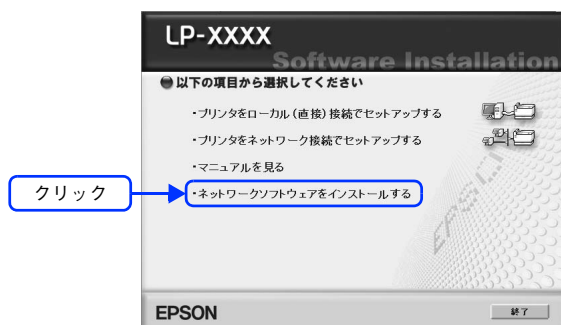 LP-XXXX
Software Installation
以下の項目から選択してください
・プリンタをローカル(直接)接続でセットアップする
・プリンタをネットワーク接続でセットアップする
・マニュアルを見る
クリック
・ネットワークソフトウェアをインストールする
EPSON
EPSON
終了